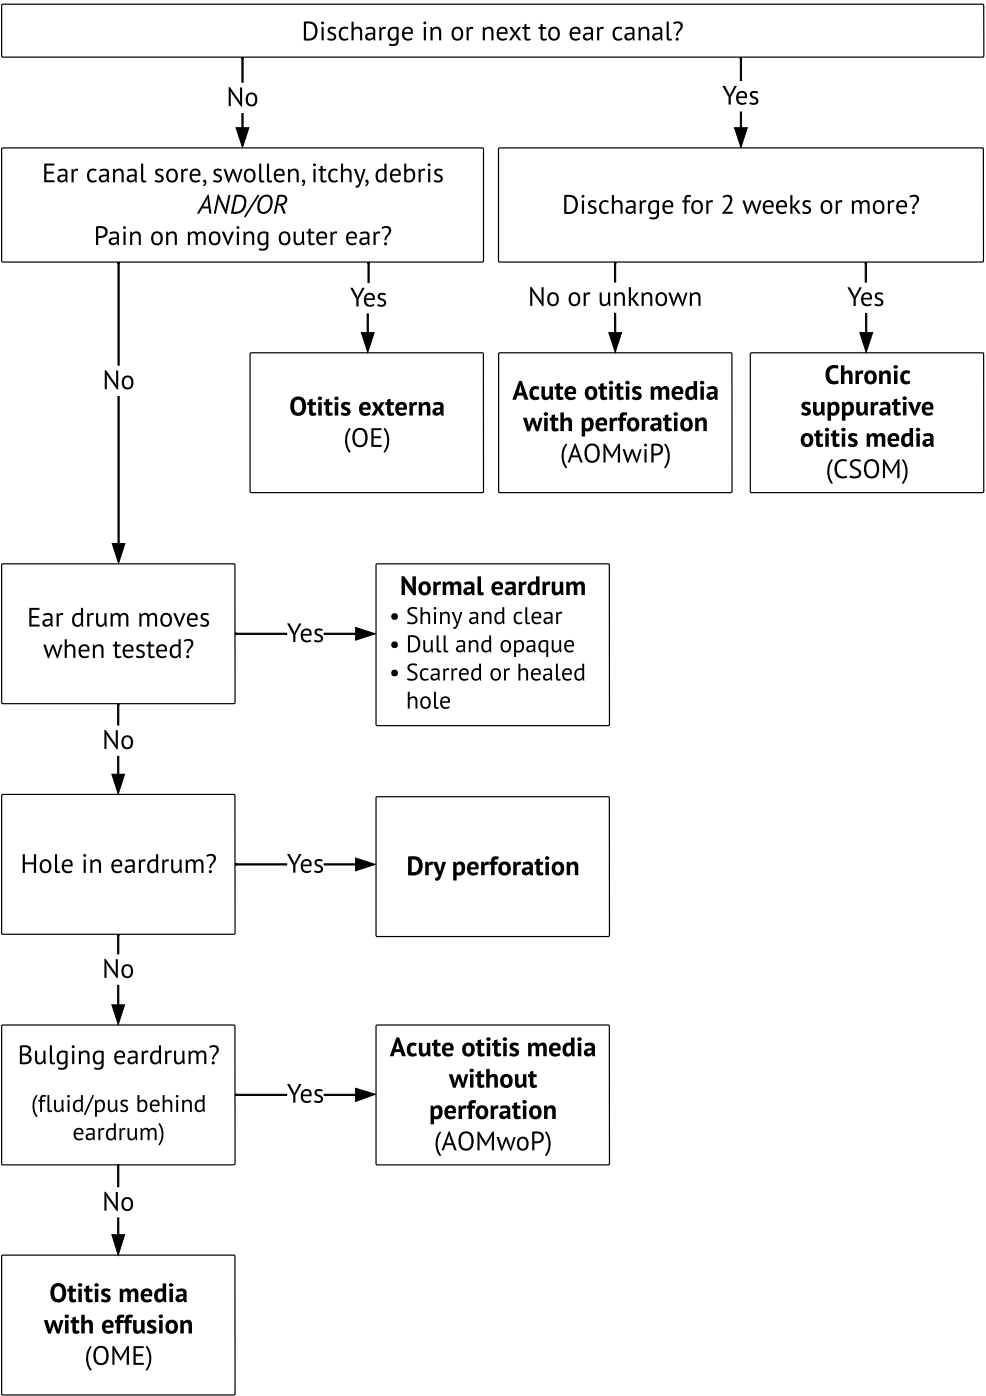 Discharge in or next to ear canal?
No
Yes
Ear canal sore, swollen, itchy, debris
AND/OR
Pain on moving outer ear?
Discharge for 2 weeks or more?
No
Yes
No or unknown
Yes
Otitis externa
(OE)
Acute otitis media
with perforation
(AOMwiP)
Chronic
suppurative
otitis media
(CSOM)
Ear drum moves
when tested?
Yes
Normal eardrum
• Shiny and clear
• Dull and opaque
• Scarred or healed
hole
No
Hole in eardrum?
Yes
Dry perforation
No
Bulging eardrum?
(fluid/pus behind
eardrum)
Yes
Acute otitis media
without
perforation
(AOMwoP)
No
Otitis media
with effusion
(OME)